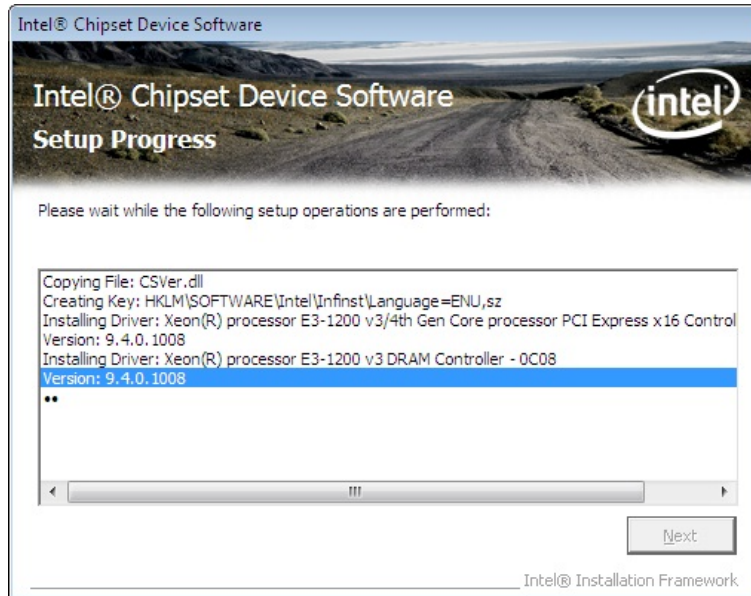 Intel® Chipset Device Software
Intel® Chipset Device Software
intel
Setup Progress
Please wait while the following setup operations are performed:
Copying File: CSVer.dll
Creating Key: HKLM\SOFTWARE\Intel\Infinst\Language=ENU,sz
Installing Driver: Xeon(R) processor E3-1200 v3/4th Gen Core processor PCI Express x16 Control
Version: 9.4.0.1008
Installing Driver: Xeon(R) processor E3-1200 v3 DRAM Controller - 0C08
Version: 9.4.0.1008
••
Next
Intel® Installation Framework